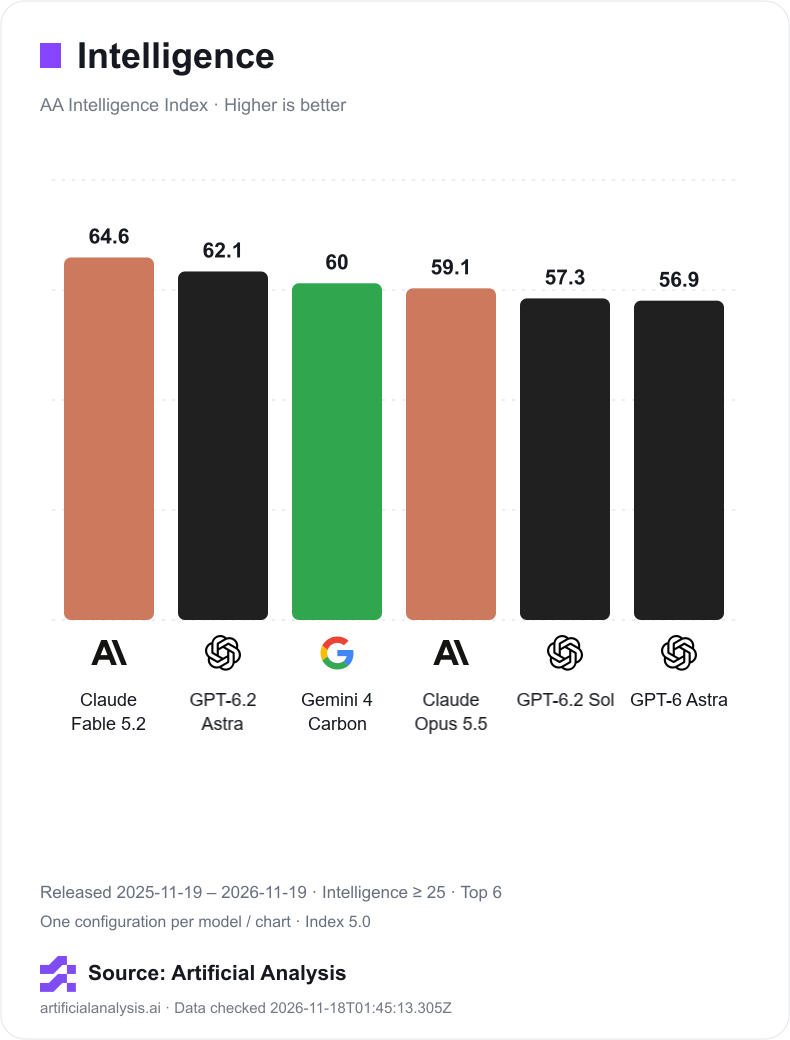 Intelligence
AA Intelligence Index · Higher is better
64.6
62.1
60
59.1
57.3
56.9
Claude
Fable 5.2
GPT-6.2
Astra
Gemini 4
Carbon
Claude
Opus 5.5
GPT-6.2 Sol
GPT-6 Astra
Released 2025-11-19 – 2026-11-19 · Intelligence ≥ 25 · Top 6
One configuration per model / chart · Index 5.0
Source: Artificial Analysis
artificialanalysis.ai · Data checked 2026-11-18T01:45:13.305Z